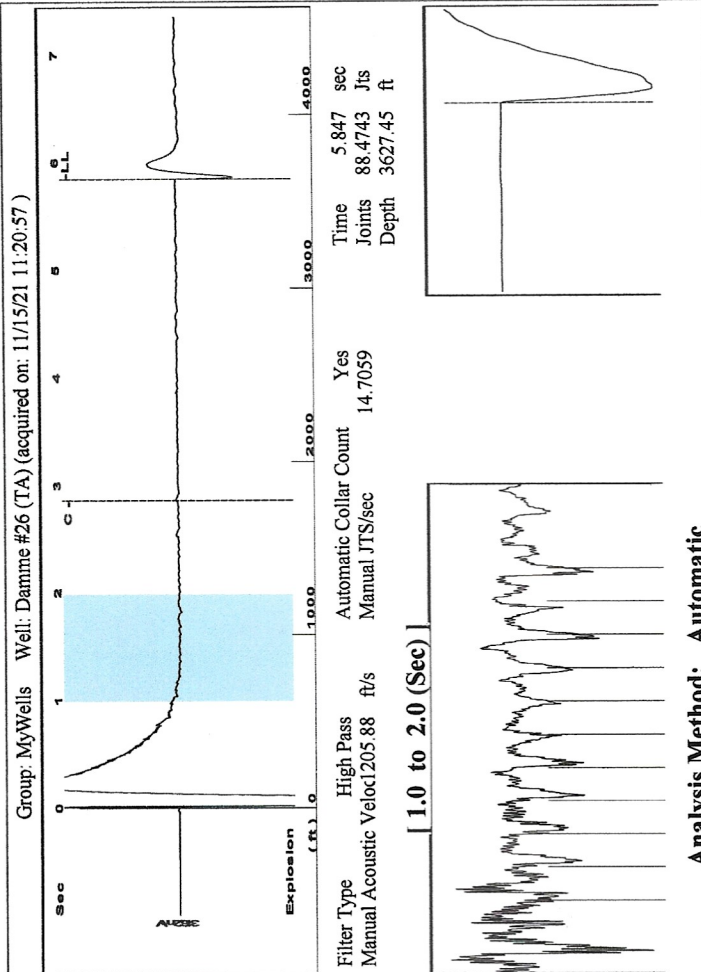 Group: MyWells Well: Damme #26 (TA) (acquired on: 11/15/21 11:20:57 )
Sec 0 1 2 3 4 5 6 7
C
LL
Explosion
( ft ) 0 1000 2000 3000 4000
Filter Type High Pass Automatic Collar Count Yes Time 5.847 sec
Manual Acoustic Veloc1205.88 ft/s Manual JTS/sec 14.7059 Joints 88.4743 Jts
Depth 3627.45 ft
[ 1.0 to 2.0 (Sec) ]
Analysis Method: Automatic